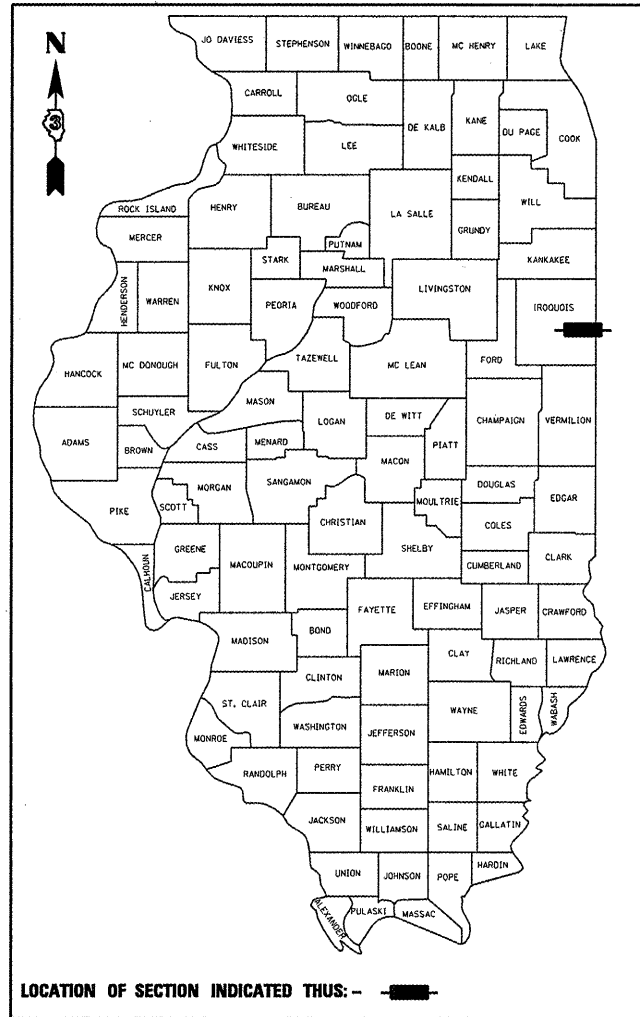 JO DAVIESS STEPHENSON WINNEBAGO BOONE MC HENRY LAKE
N
CARROLL OGLE DE KALB KANE DU PAGE COOK
3
WHITESIDE LEE
KENDALL WILL
ROCK ISLAND HENRY BUREAU LA SALLE
GRUNDY
MERCER PUTNAM
STARK MARSHALL KANKAKEE
HENDERSON WARREN KNOX PEORIA WOODFORD LIVINGSTON IROQUOIS
HANCOCK MC DONOUGH FULTON TAZEWELL MC LEAN FORD
MASON
SCHUYLER LOGAN DE WITT CHAMPAIGN VERMILION
ADAMS BROWN CASS MENARD PIATT
MACON
MORGAN SANGAMON DOUGLAS
PIKE SCOTT CHRISTIAN MOULTRIE EDGAR
COLES
GREENE MACOUPIN SHELBY
CALHOUN MONTGOMERY CUMBERLAND CLARK
JERSEY FAYETTE EFFINGHAM JASPER CRAWFORD
MADISON BOND
CLAY RICHLAND LAWRENCE
CLINTON MARION
ST. CLAIR WAYNE EDWARDS WABASH
WASHINGTON JEFFERSON
MONROE
RANDOLPH PERRY HAMILTON WHITE
FRANKLIN
JACKSON WILLIAMSON SALINE GALLATIN
UNION JOHNSON POPE HARDIN
ALEXANDER PULASKI MASSAC
LOCATION OF SECTION INDICATED THUS: -